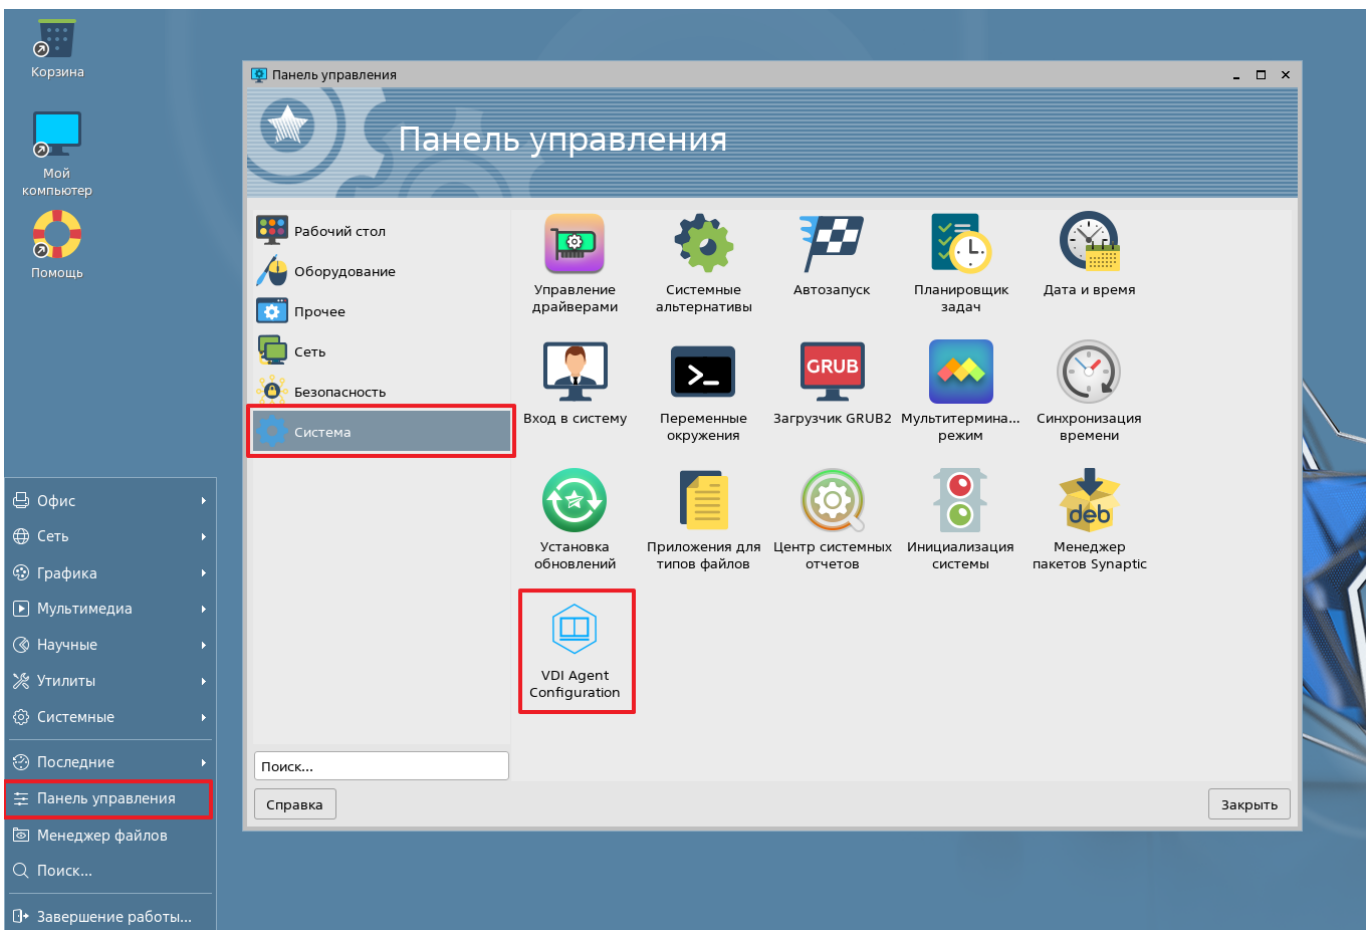 Корзина
Мой
компьютер
Помощь
Панель управления
Панель управления
Рабочий стол
Оборудование
Прочее
Сеть
Безопасность
Система
Управление
драйверами
Системные
альтернативы
Автозапуск
Планировщик
задач
Дата и время
Вход в систему
Переменные
окружения
GRUB
Загрузчик GRUB2
Мультитермина...
режим
Синхронизация
времени
Установка
обновлений
Приложения для
типов файлов
Центр системных
отчетов
Инициализация
системы
deb
Менеджер
пакетов Synaptic
VDI Agent
Configuration
Поиск...
Справка
Закрыть
Офис
Сеть
Графика
Мультимедиа
Научные
Утилиты
Системные
Последние
Панель управления
Менеджер файлов
Поиск...
Завершение работы...